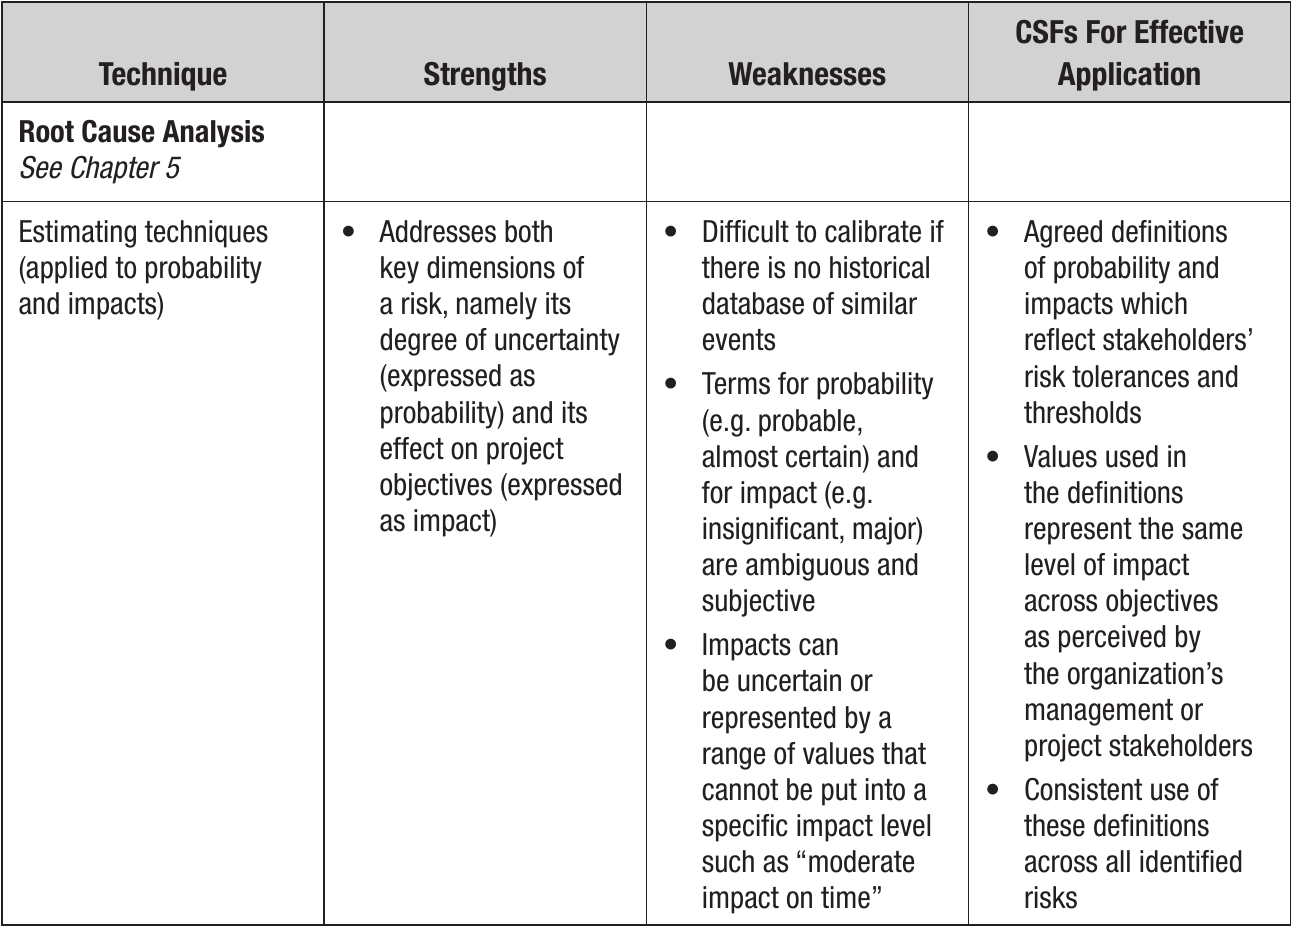 Technique
Strengths
Weaknesses
CSFs For Effective
Application
Root Cause Analysis
See Chapter 5
Estimating techniques
(applied to probability
and impacts)
• Addresses both
key dimensions of
a risk, namely its
degree of uncertainty
(expressed as
probability) and its
effect on project
objectives (expressed
as impact)
• Difficult to calibrate if
there is no historical
database of similar
events
• Terms for probability
(e.g. probable,
almost certain) and
for impact (e.g.
insignificant, major)
are ambiguous and
subjective
• Impacts can
be uncertain or
represented by a
range of values that
cannot be put into a
specific impact level
such as “moderate
impact on time”
• Agreed definitions
of probability and
impacts which
reflect stakeholders’
risk tolerances and
thresholds
• Values used in
the definitions
represent the same
level of impact
across objectives
as perceived by
the organization’s
management or
project stakeholders
• Consistent use of
these definitions
across all identified
risks